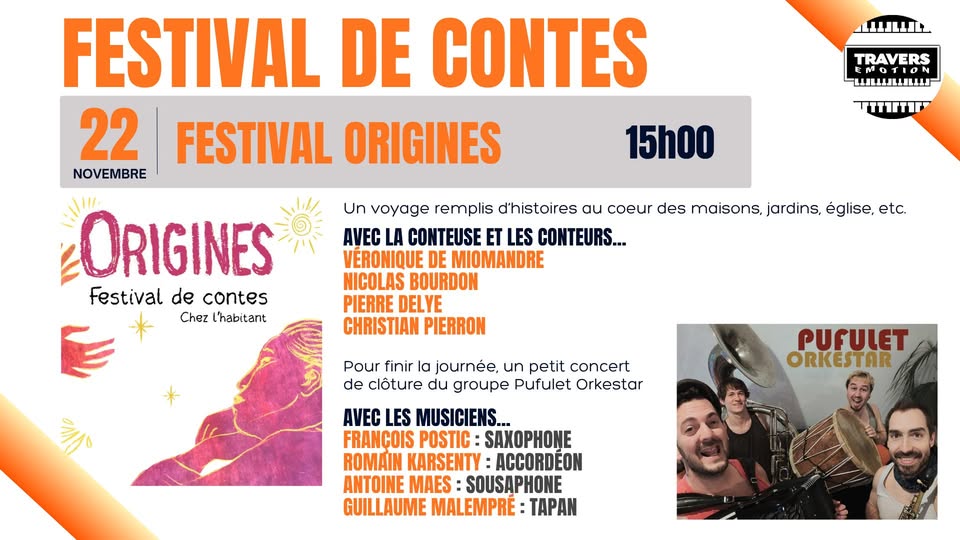 FESTIVAL DE CONTES
TRAVERS
EMOTION
22
NOVEMBRE
FESTIVAL ORIGINES
15h00
Un voyage remplis d'histoires au coeur des maisons, jardins, église, etc.
ORIGINES
Festival de contes
Chez l'habitant
AVEC LA CONTEUSE ET LES CONTEURS...
VÉRONIQUE DE MIOMANDRE
NICOLAS BOURDON
PIERRE DELYE
CHRISTIAN PIERRON
PUFULET
ORKESTAR
Pour finir la journée, un petit concert
de clôture du groupe Pufulet Orkestar
AVEC LES MUSICIENS...
FRANÇOIS POSTIC : SAXOPHONE
ROMAIN KARSENTY : ACCORDÉON
ANTOINE MAES : SOUSAPHONE
GUILLAUME MALEMPRÉ : TAPAN